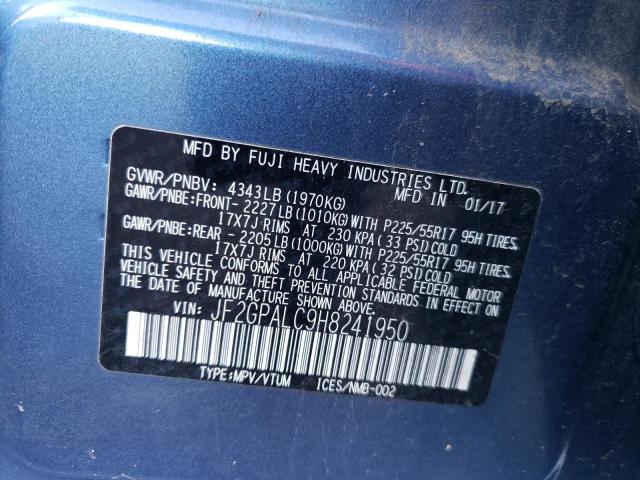 MFD BY FUJI HEAVY INDUSTRIES LTD.
GVWR/PNBV: 4343LB(1970KG) MFD IN 01/17
GAWR/PNBE:FRONT- 2227LB(1010KG)WITH P225/55R17 95H TIRES,
17X7J RIMS AT 230 KPA(33 PSI)COLD
GAWR/PNBE:REAR - 2205LB(1000KG)WITH P225/55R17 95H TIRES,
17X7J RIMS AT 220 KPA(32 PSI)COLD
THIS VEHICLE CONFORMS TO ALL APPLICABLE FEDERAL MOTOR
VEHICLE SAFETY AND THEFT PREVENTION STANDARDS IN EFFECT ON
THE DATE OF MANUFACTURE SHOWN ABOVE.
VIN: JF2GPALC9H8241950
TYPE:MPV/VTUM ICES/NMB-002